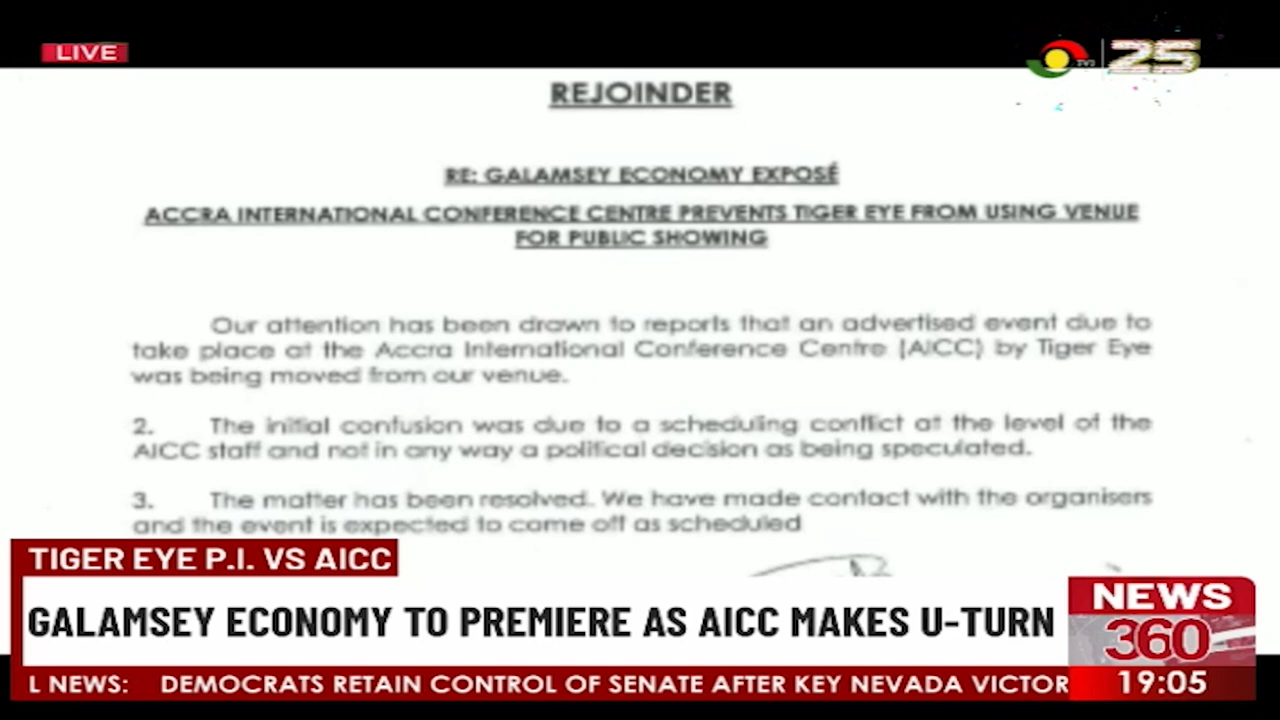 LIVE
25
REJOINDER
RE: GALAMSEY ECONOMY EXPOSÉ
ACCRA INTERNATIONAL CONFERENCE CENTRE PREVENTS TIGER EYE FROM USING VENUE
FOR PUBLIC SHOWING
Our attention has been drawn to reports that an advertised event due to
take place at the Accra International Conference Centre (AICC) by Tiger Eye
was being moved from our venue.
2. The initial confusion was due to a scheduling conflict at the level of the
AICC staff and not in any way a political decision as being speculated.
3. The matter has been resolved. We have made contact with the organisers
and the event is expected to come off as scheduled
TIGER EYE P.I. VS AICC
GALAMSEY ECONOMY TO PREMIERE AS AICC MAKES U-TURN
NEWS
360
L NEWS: DEMOCRATS RETAIN CONTROL OF SENATE AFTER KEY NEVADA VICTOR
19:05